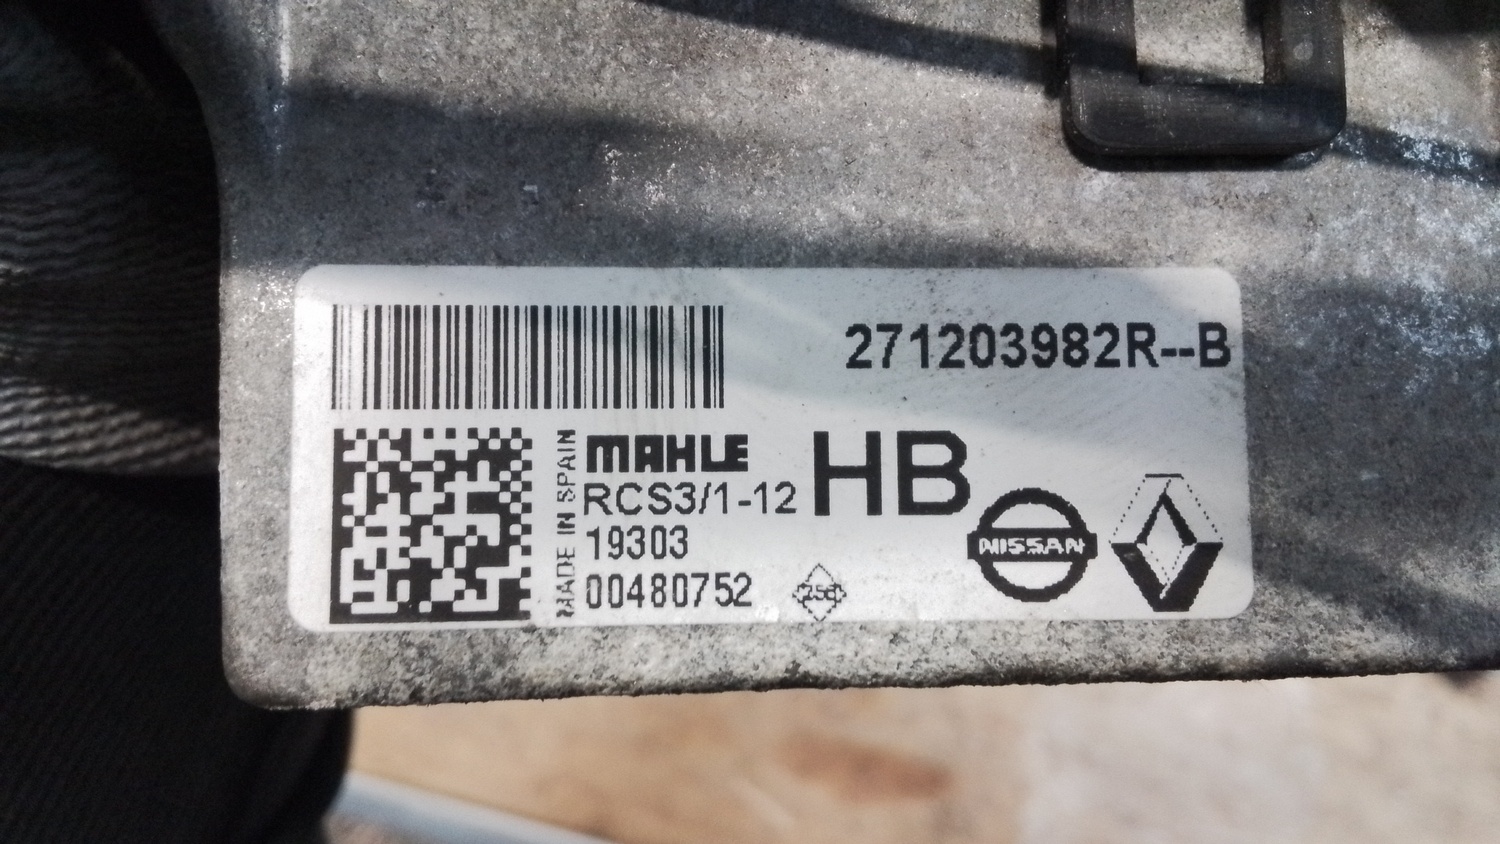 271203982R--B
MADE IN SPAIN
MAHLE
HB
RCS3/1-12
19303
00480752
NISSAN